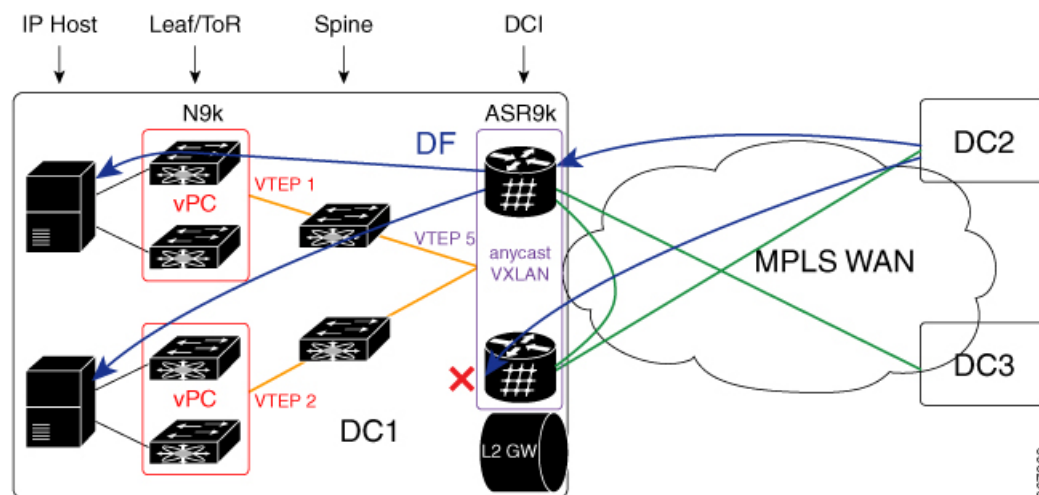 IP Host Leaf/ToR Spine DCI
N9k ASR9k
DF
DC2
VTEP 1
vPC
VTEP 5
anycast
VXLAN
MPLS WAN
DC3
vPC
VTEP 2
DC1
L2 GW